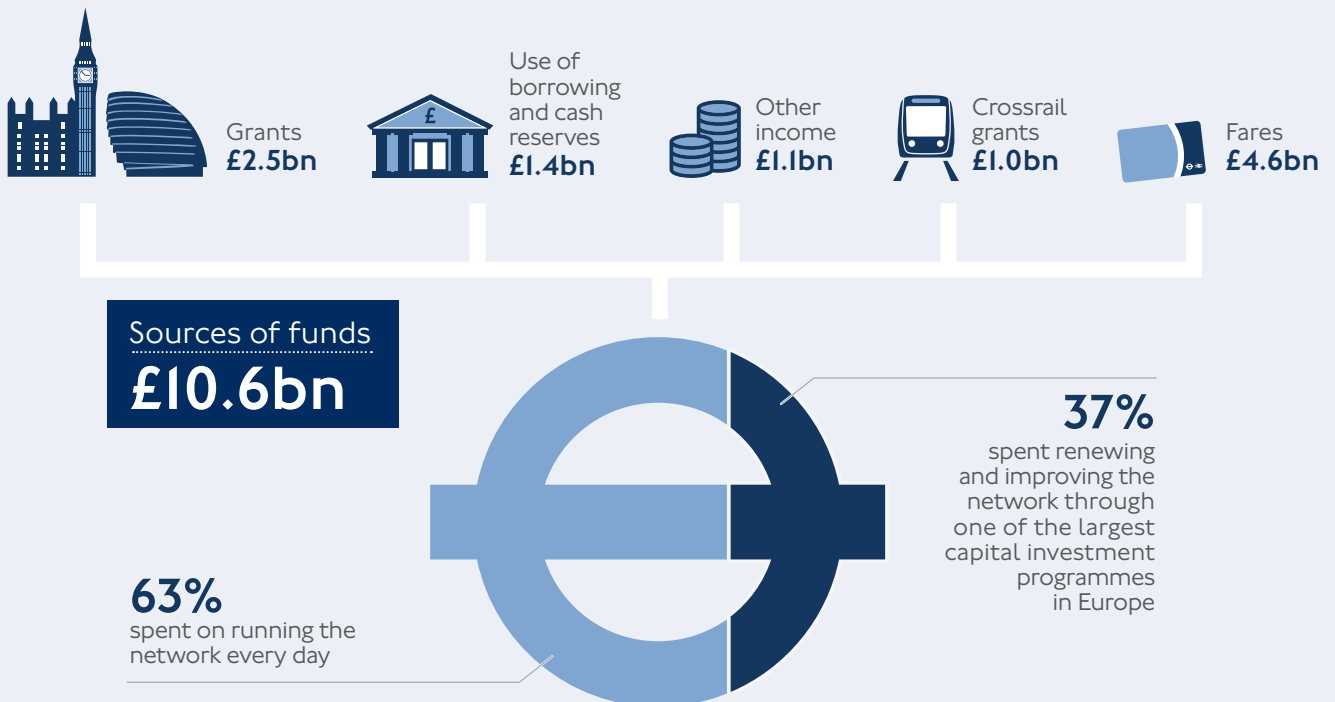 Grants
£2.5bn
£
Use of
borrowing
and cash
reserves
£1.4bn
Other
income
£1.1bn
Crossrail
grants
£1.0bn
Fares
£4.6bn
Sources of funds
£10.6bn
37%
spent renewing
and improving the
network through
one of the largest
capital investment
programmes
in Europe
63%
spent on running the
network every day